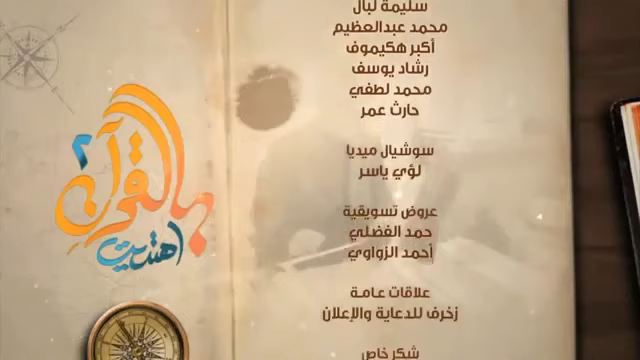 سليمة لبال
محمد عبدالعظيم
أكبر هكيموف
رشاد يوسف
محمد لطفي
حارث عمر
سوشيال ميديا
لؤي ياسر
عروض تسويقية
حمد الفضلي
أحمد الزواوي
علاقات عامة
زخرف للدعاية والإعلان
شكر خاص
بالقرآن
اهتديت
٢